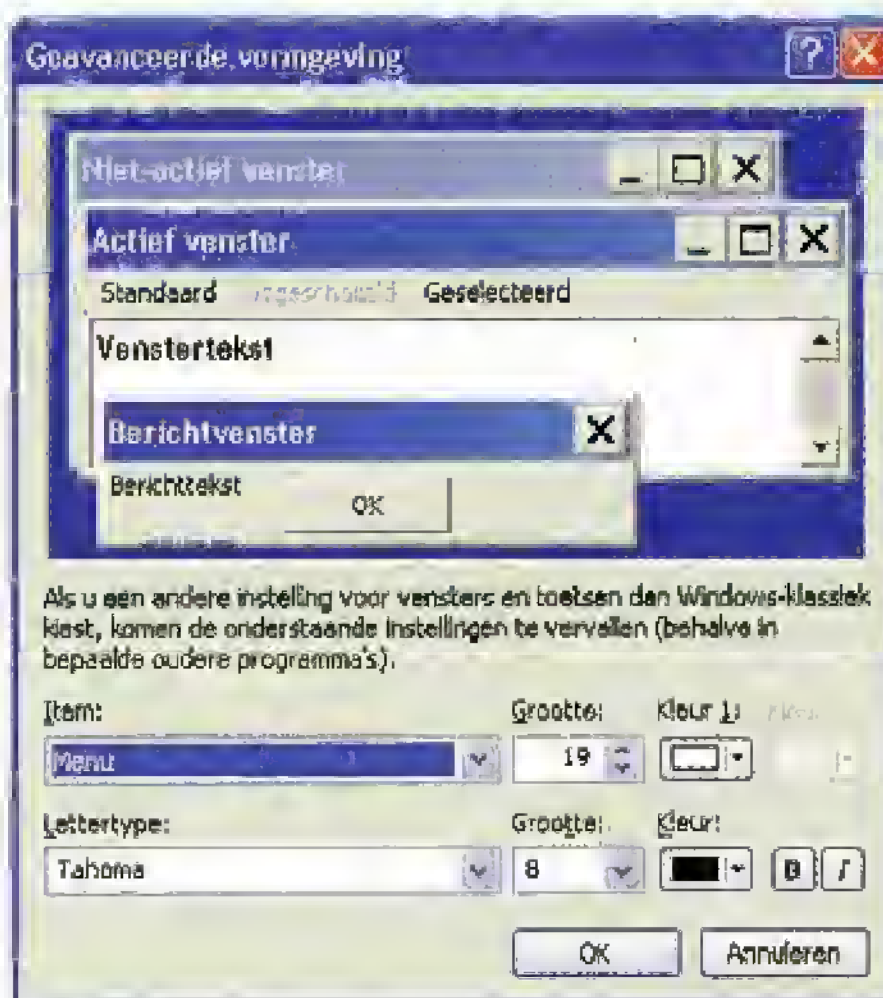 Geavanceerde vormgeving
Niet-actief venster
Actief venster
Standaard Geselecteerd
Venstertekst
Berichtvenster
Berichttekst
OK
Als u een andere instelling voor vensters en toetsen dan Windows-klassiek
kiest, komen de onderstaande instellingen te vervallen (behalve in
bepaalde oudere programma's).
Item: Grootte: Kleur 1:
Menu 19
Lettertype: Grootte: Kleur:
Tahoma 8 B I
OK Annuleren